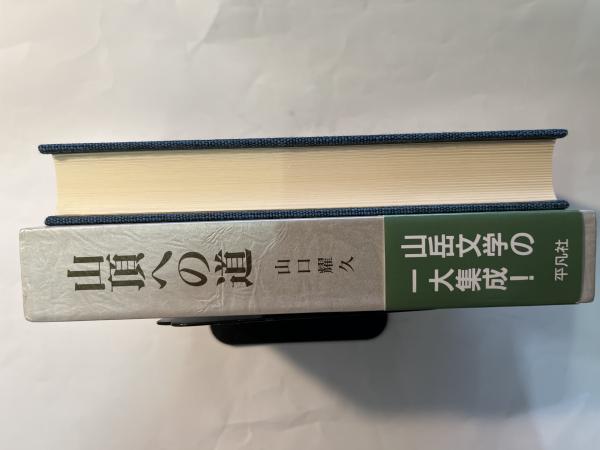 山頂への道
山口耀久
山岳文学の
一大集成!
平凡社